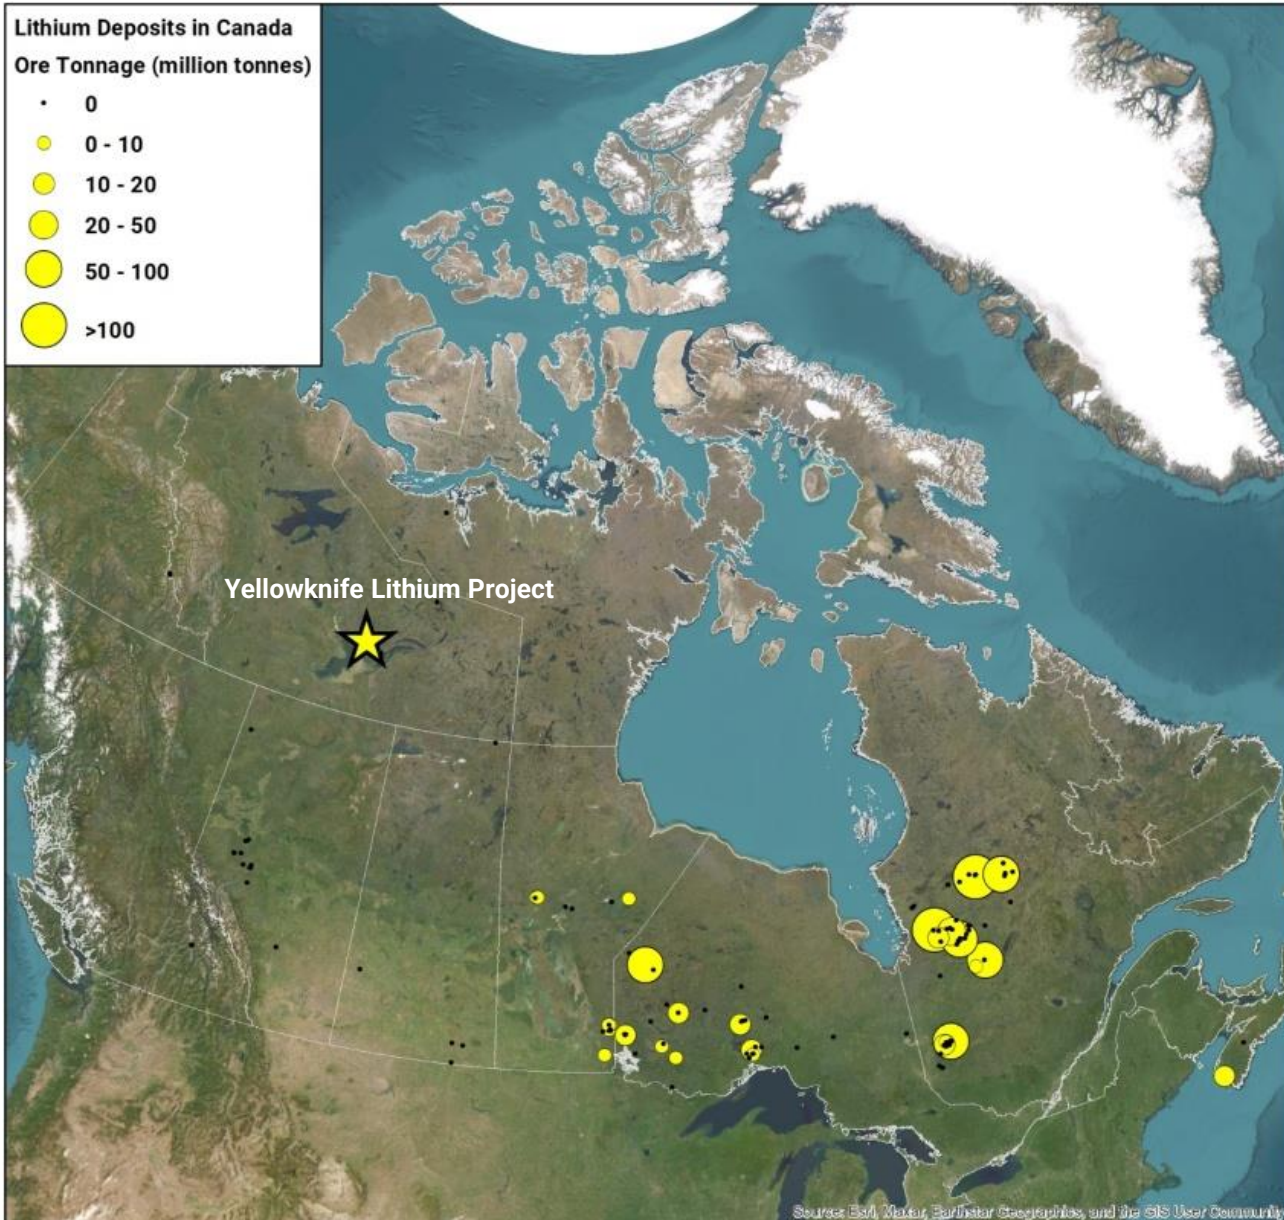 Lithium Deposits in Canada
Ore Tonnage (million tonnes)
0
0 - 10
10 - 20
20 - 50
50 - 100
>100
Yellowknife Lithium Project
Source: Esri, Maxar, Earthstar Geographics, and the GIS User Communit